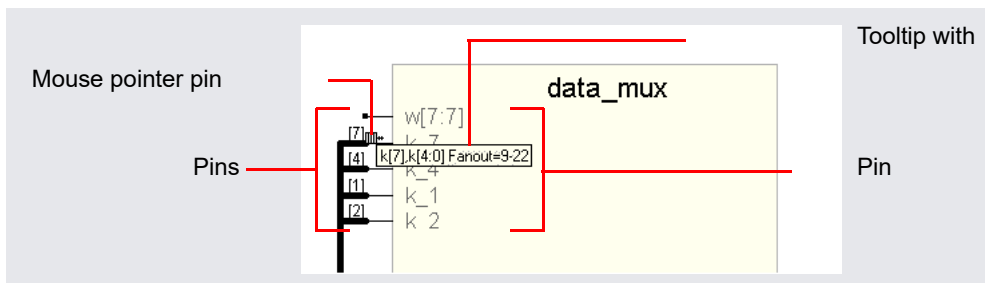 Tooltip with
Mouse pointer pin
data_mux
w[7:7]
[7]
k_7
k[7],k[4:0] Fanout=9-22
[4]
k_4
Pins
Pin
[1]
k_1
[2]
k_2